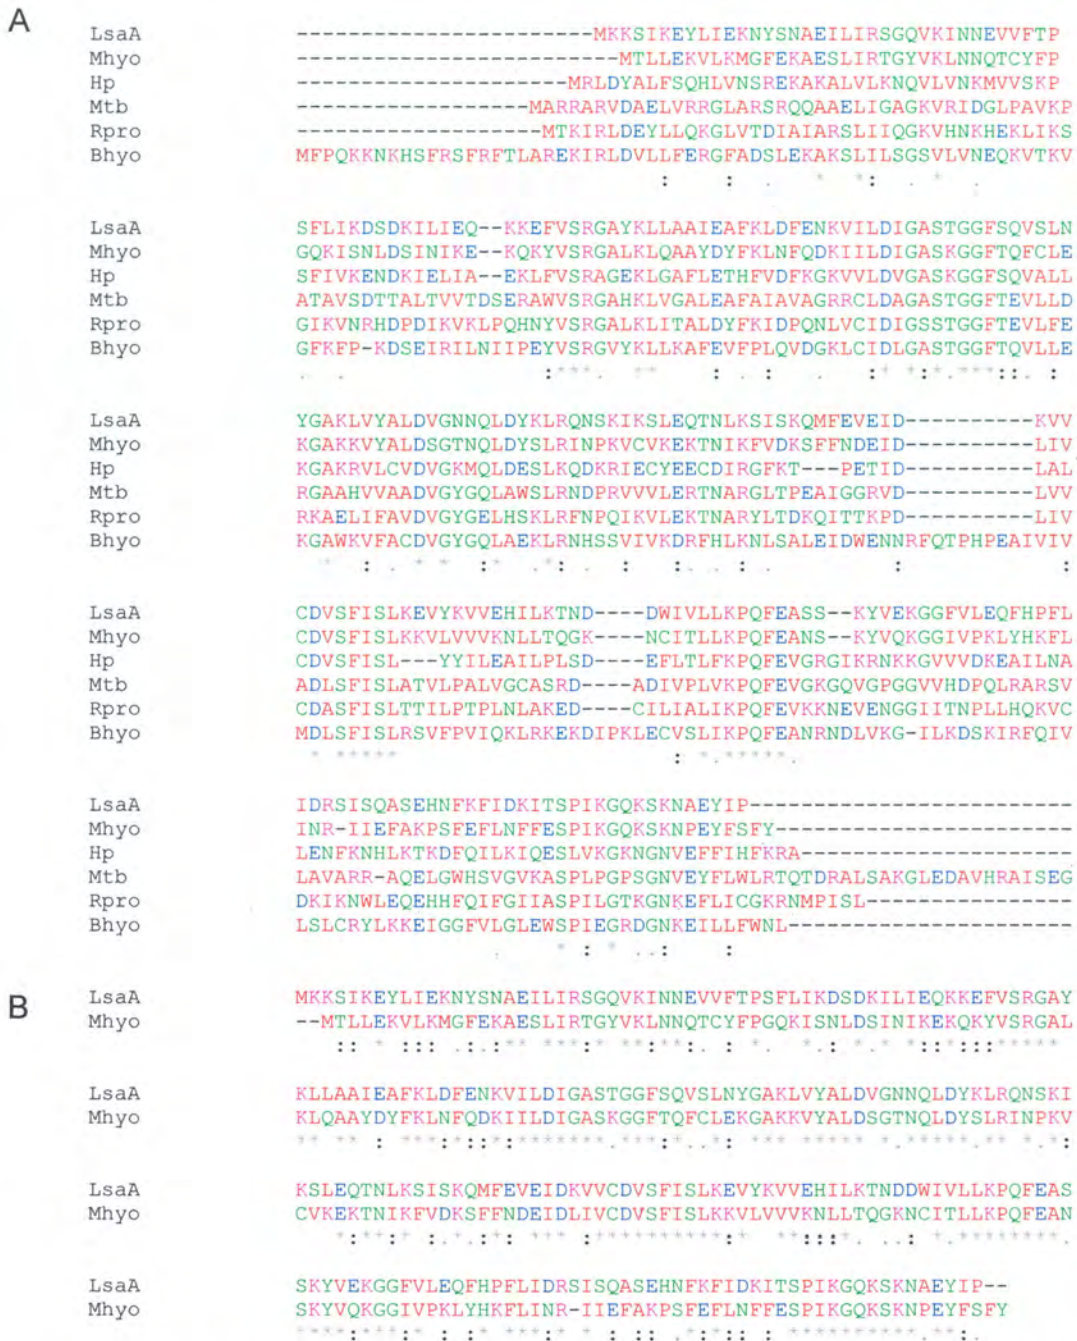 A
LsaA -----------------------MKKSIKEYLIEKNYSNAEILIRSGQVKINNEVVFTP
Mhyo -------------------------MTLLEKVLKMGFEKAESLIRTGYVKLNNQTCYFPKP
Hp ---------------------MRLDYALFSQHLVNSREKAKALVLKNQVLVNKMVVSKP
Mtb ------------------MARRARVDAELVRRGLARSRQQAAELIGAGKVRIDGLPAVKP
Rpro -------------------MTKIRLDEYLLQKGLVTDIAIARSLIIQGKVHNKHEKLIKS
Bhyo MFPQKKNKHSFRSFRFTLAREKIRLDVLLFERGFADSLEKAKSLILSGSVLVNEQKVTKV
LsaA SFLIKDSDKILIEQ--KKEFVSRGAYKLLAAIEAFKLDFENKVILDIGASTGGFSQVSLN
Mhyo GQKISNLDSINIKE--KQKYVSRGALKLQAAYDYFKLNFQDKIILDIGASKGGFTQFCLE
Hp SFIVKENDKIELIA--EKLFVSRAGEKLGAFLETHFVDFKGKVVLDVGASKGGFSQVALL
Mtb ATAVSDTTALTVVTDSERAWVSRGAHKLVGALEAFAIAVAGRRCLDAGASTGGFTEVLLD
Rpro GIKVNRHDPDIKVKLPQHNYVSRGALKLITALDYFKIDPQNLVCIDIGSSTGGFTEVLFE
Bhyo GFKFP-KDSEIRILNIIPEYVSRGVYKLLKAFEVFPLQVDGKLCIDLGASTGGFTQVLLE
LsaA YGAKLVYALDVGNNQLDYKLRQNSKIKSLEQTNLKSISKQMFEVEID----------KVV
Mhyo KGAKKVYALDSGTNQLDYSLRINPKVCVKEKTNIKFVDKSFFNDEID----------LIV
Hp KGAKRVLCVDVGKMQLDESLKQDKRIECYEECDIRGFKT---PETID----------LAL
Mtb RGAAHVVAADVGYGQLAWSLRNDPRVVVLERTNARGLTPEAIGGRVD----------LVV
Rpro RKAELIFAVDVGYGELHSKLRFNPQIKVLEKTNARYLTDKQITTKPD----------LIV
Bhyo KGAWKVFACDVGYGQLAEKLRNHSSVIVKDRFHLKNLSALEIDWENNRFQTPHPEAIVIV
LsaA CDVSFISLKEVYKVVEHILKTND----DWIVLLKPQFEASS--KYVEKGGFVLEQFHPFL
Mhyo CDVSFISLKKVLVVVKNLLTQGK----NCITLLKPQFEANS--KYVQKGGIVPKLYHKFL
Hp CDVSFISL---YYILEAILPLSD----EFLTLFKPQFEVGRGIKRNKKGVVVDKEAILNA
Mtb ADLSFISLATVLPALVGCASRD----ADIVPLVKPQFEVGKGQVGPGGVVHDPQLRARSV
Rpro CDASFISLTTILPTPLNLAKED----CILIALIKPQFEVKKNEVENGGIITNPLLHQKVC
Bhyo MDLSFISLRSVFPVIQKLRKEKDIPKLECVSLIKPQFEANRNDLVKG-ILKDSKIRFQIV
LsaA IDRSISQASEHNFKFIDKITSPIKGQKSKNAEYIP-------------------------
Mhyo INR-IIEFAKPSFEFLNFFESPIKGQKSKNPEYFSFY-----------------------
Hp LENFKNHLKTKDFQILKIQESLVKGKNGNVEFFIHFKRA---------------------
Mtb LAVARR-AQELGWHSVGVKASPLPGPSGNVEYFLWLRTQTDRALSAKGLEDAVHRAISEG
Rpro DKIKNWLEQEHHFQIFGIIASPILGTKGNKEFLICGKRNMPISL----------------
Bhyo LSLCRYLKKEIGGFVLGLEWSPIEGRDGNKEILLFWNL----------------------
B
LsaA MKKSIKEYLIEKNYSNAEILIRSGQVKINNEVVFTPSFLIKDSDKILIEQKKEFVSRGAY
Mhyo --MTLLEKVLKMGFEKAESLIRTGYVKLNNQTCYFPGQKISNLDSINIKEKQKYVSRGAL
LsaA KLLAAIEAFKLDFENKVILDIGASTGGFSQVSLNYGAKLVYALDVGNNQLDYKLRQNSKI
Mhyo KLQAAYDYFKLNFQDKIILDIGASKGGFTQFCLEKGAKKVYALDSGTNQLDYSLRINPKV
LsaA KSLEQTNLKSISKQMFEVEIDKVVCDVSFISLKEVYKVVEHILKTNDDWIVLLKPQFEAS
Mhyo CVKEKTNIKFVDKSFFNDEIDLIVCDVSFISLKKVLVVVKNLLTQGKNCITLLKPQFEAN
LsaA SKYVEKGGFVLEQFHPFLIDRSISQASEHNFKFIDKITSPIKGQKSKNAEYIP--
Mhyo SKYVQKGGIVPKLYHKFLINR-IIEFAKPSFEFLNFFESPIKGQKSKNPEYFSFY